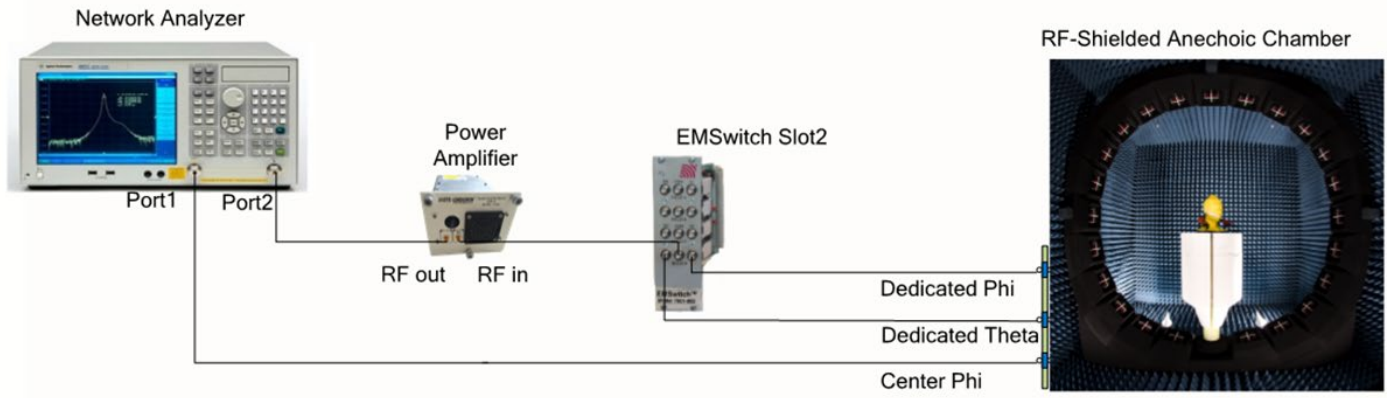 Network Analyzer
RF-Shielded Anechoic Chamber
Power
Amplifier
EMSwitch Slot2
Port1
Port2
RF out
RF in
EMSwitch™
Dedicated Phi
Dedicated Theta
Center Phi